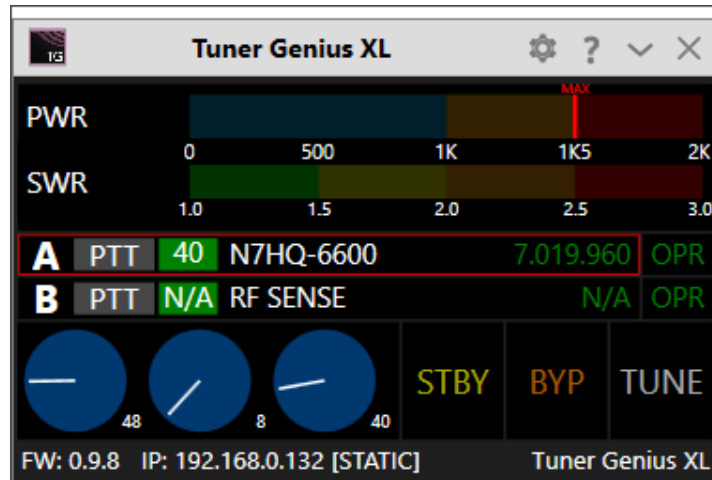 TG
Tuner Genius XL ?
MAX
PWR
0 500 1K 1K5 2K
SWR
1.0 1.5 2.0 2.5 3.0
A PTT 40 N7HQ-6600 7.019.960 OPR
B PTT N/A RF SENSE N/A OPR
48 8 40 STBY BYP TUNE
FW: 0.9.8 IP: 192.168.0.132 [STATIC] Tuner Genius XL